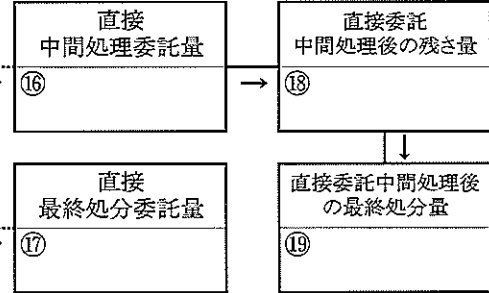 直接
中間処理委託量
⑯
→
直接委託
中間処理後の残さ量
⑱
↓
直接
最終処分委託量
⑰
直接委託中間処理後
の最終処分量
⑲